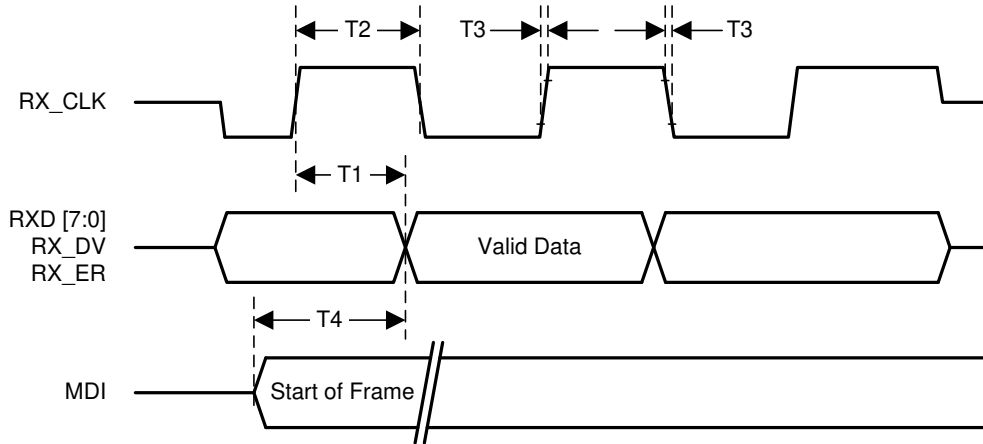 T2
T3
T3
RX_CLK
T1
RXD [7:0]
RX_DV
RX_ER
Valid Data
T4
MDI
Start of Frame